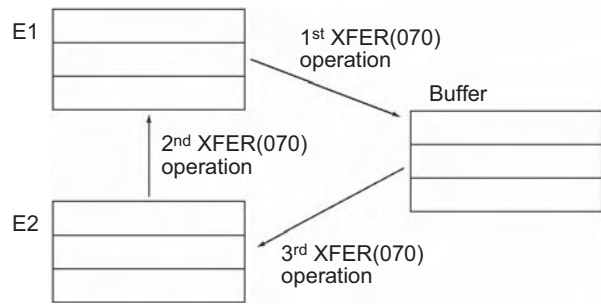 E1
1st XFER(070)
operation
Buffer
2nd XFER(070)
operation
E2
3rd XFER(070)
operation